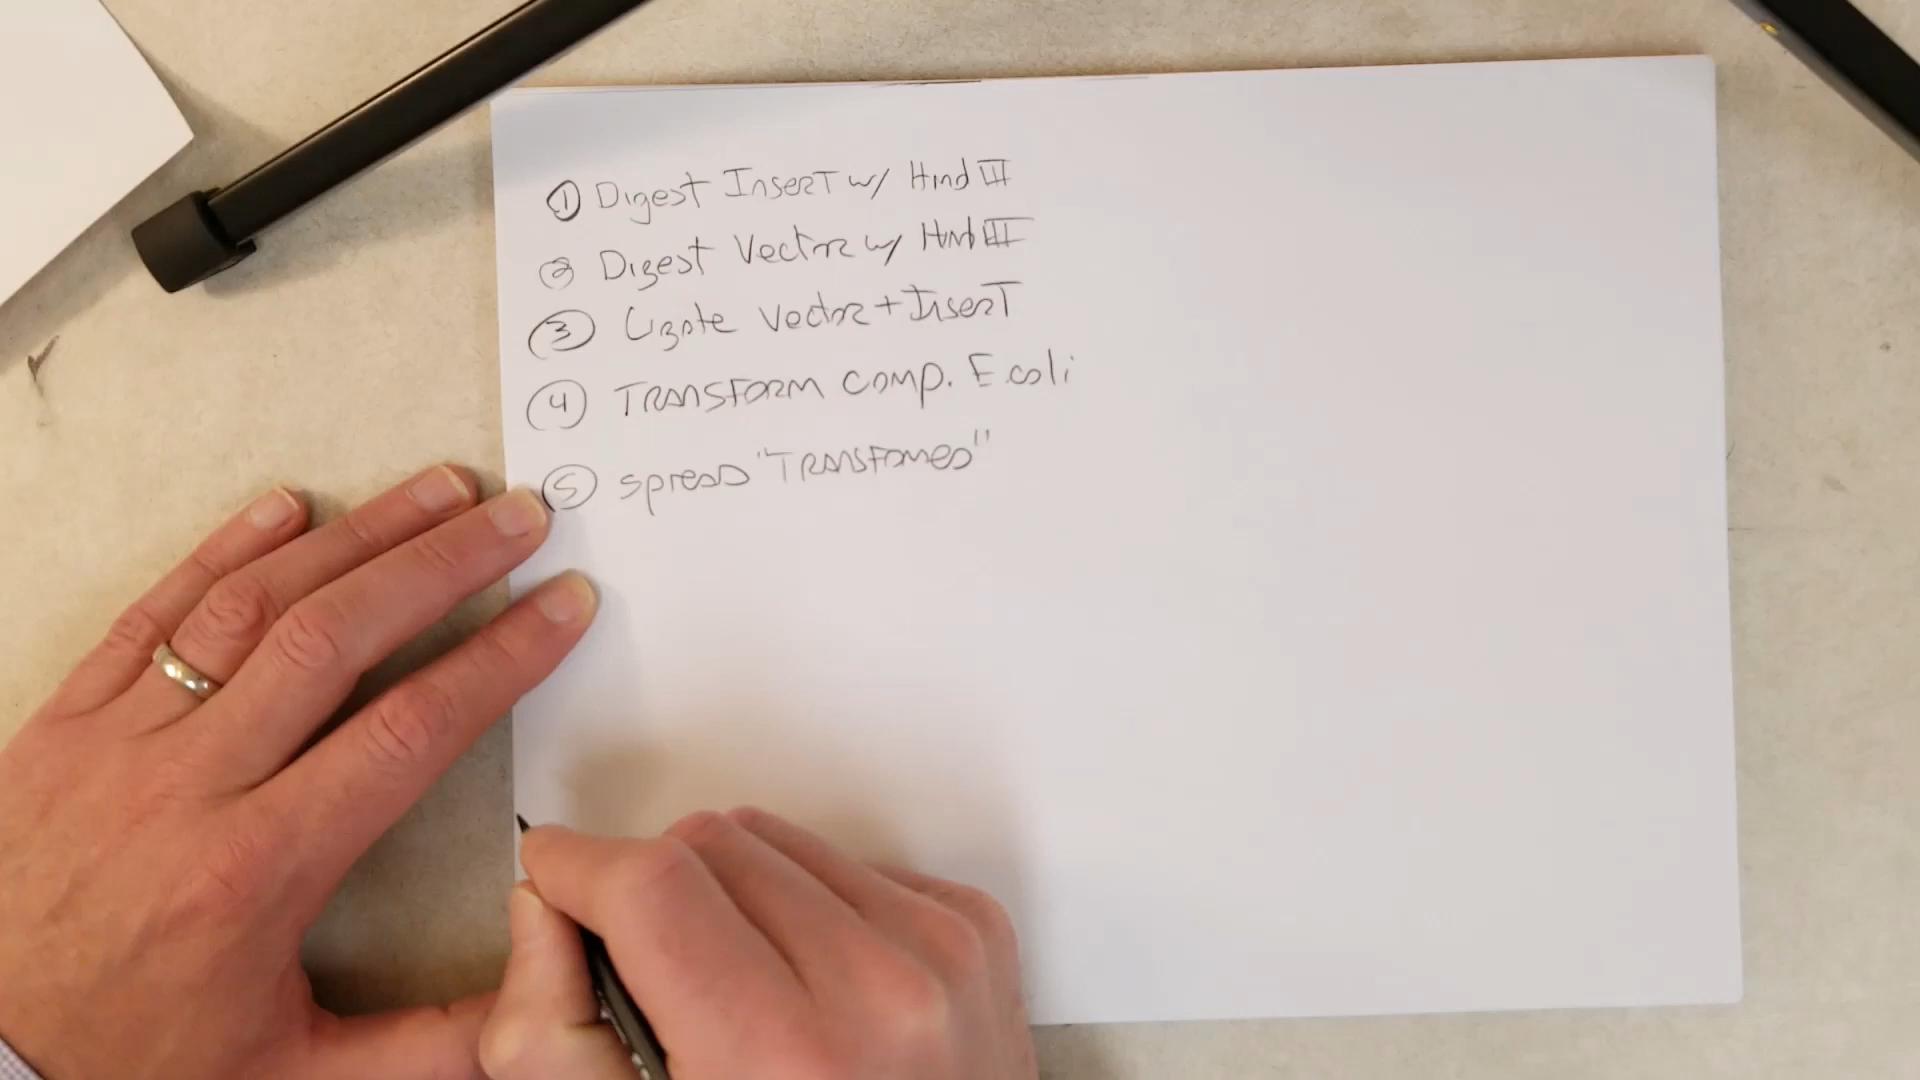 ① Digest Insert w/ Hind III
② Digest Vector w/ Hind III
③ Ligate Vector + Insert
④ TRANSFORM comp. E.coli
⑤ spread "TRANSFOMED"